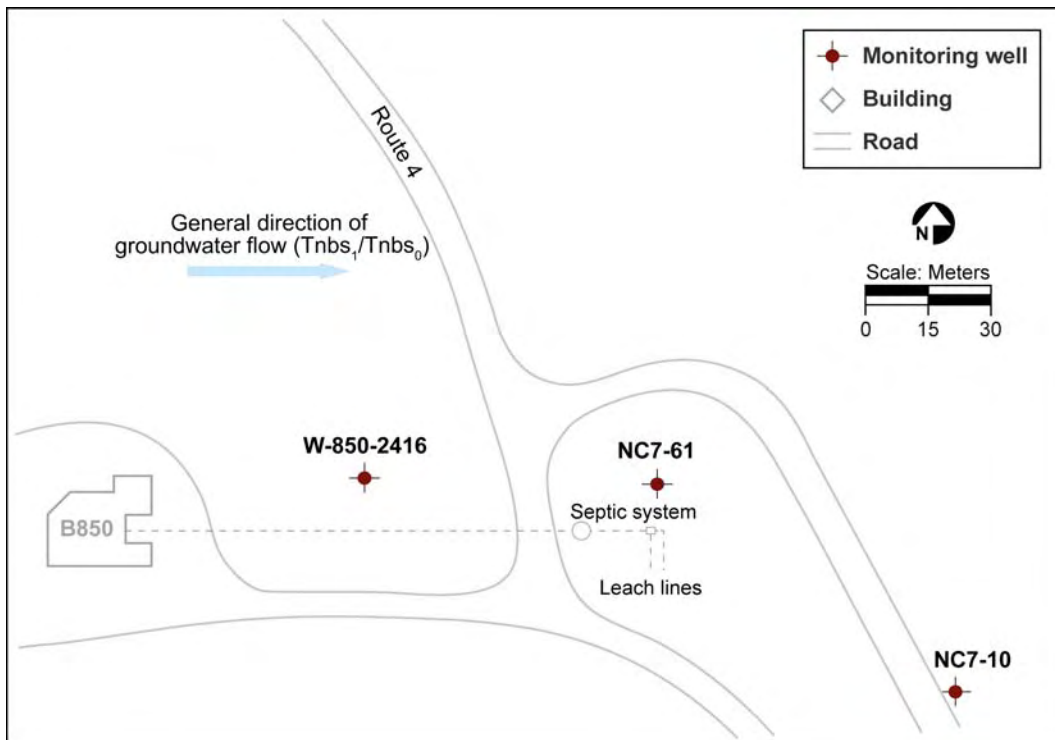 Monitoring well
Building
Road
Route 4
General direction of
groundwater flow (Tnbs₁/Tnbs₀)
N
Scale: Meters
0 15 30
W-850-2416
NC7-61
B850
Septic system
Leach lines
NC7-10